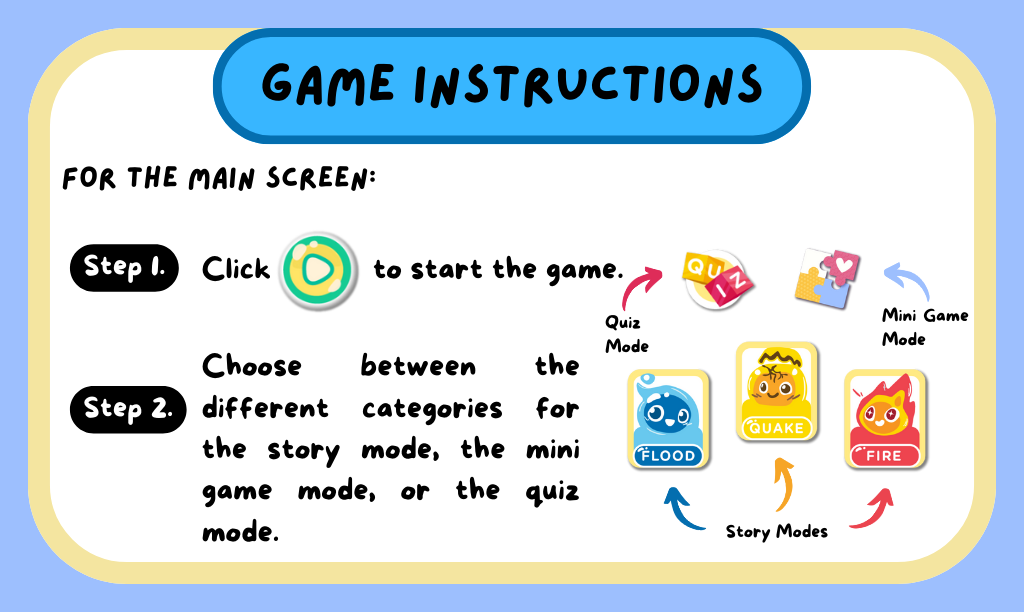 GAME INSTRUCTIONS
FOR THE MAIN SCREEN:
Step 1.
Click to start the game.
QUIZ
Quiz
Mode
Mini Game
Mode
Step 2.
Choose between the
different categories for
the story mode, the mini
game mode, or the quiz
mode.
FLOOD
QUAKE
FIRE
Story Modes